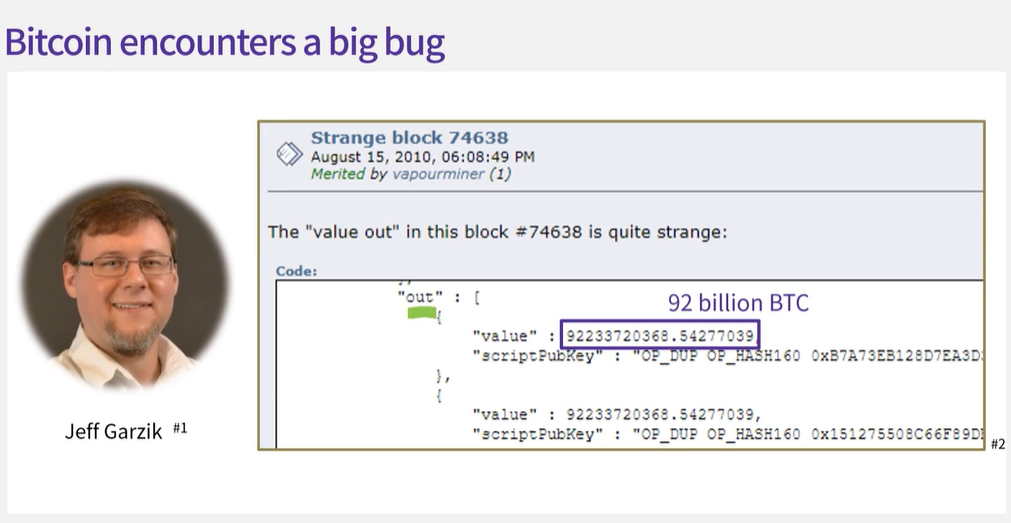 Bitcoin encounters a big bug
Strange block 74638
August 15, 2010, 06:08:49 PM
Merited by vapourminer (1)
The "value out" in this block #74638 is quite strange:
Code:
"out" : [
92 billion BTC
{
"value" : 92233720368.54277039,
"scriptPubKey" : "OP_DUP OP_HASH160 0xB7A73EB128D7EA3D
},
{
"value" : 92233720368.54277039,
"scriptPubKey" : "OP_DUP OP_HASH160 0x151275508C66F89D
Jeff Garzik #1
#2